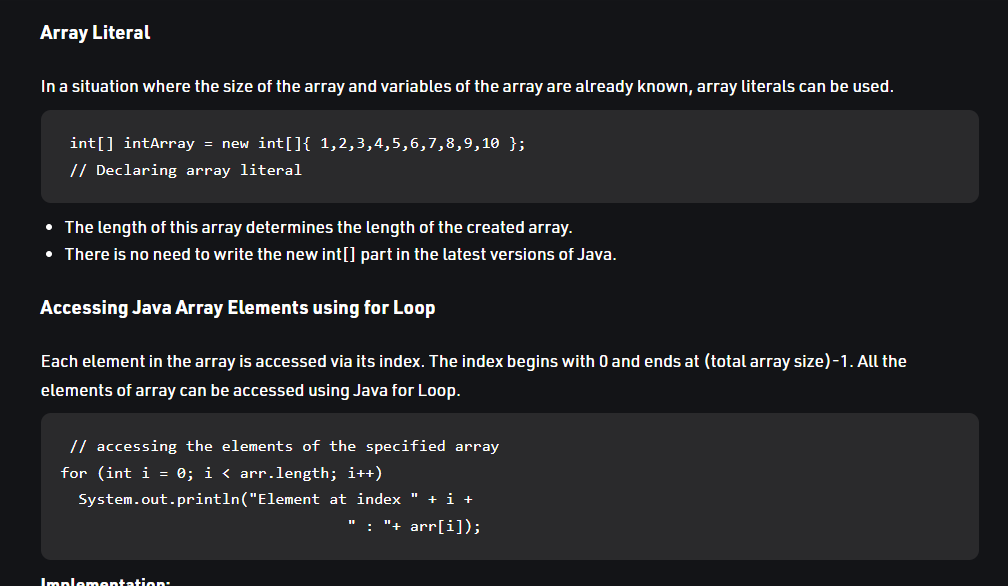 Array Literal
In a situation where the size of the array and variables of the array are already known, array literals can be used.
int[] intArray = new int[]{ 1,2,3,4,5,6,7,8,9,10 };
// Declaring array literal
• The length of this array determines the length of the created array.
• There is no need to write the new int[] part in the latest versions of Java.
Accessing Java Array Elements using for Loop
Each element in the array is accessed via its index. The index begins with 0 and ends at (total array size)-1. All the
elements of array can be accessed using Java for Loop.
// accessing the elements of the specified array
for (int i = 0; i < arr.length; i++)
System.out.println("Element at index " + i +
" : "+ arr[i]);
Implementation: